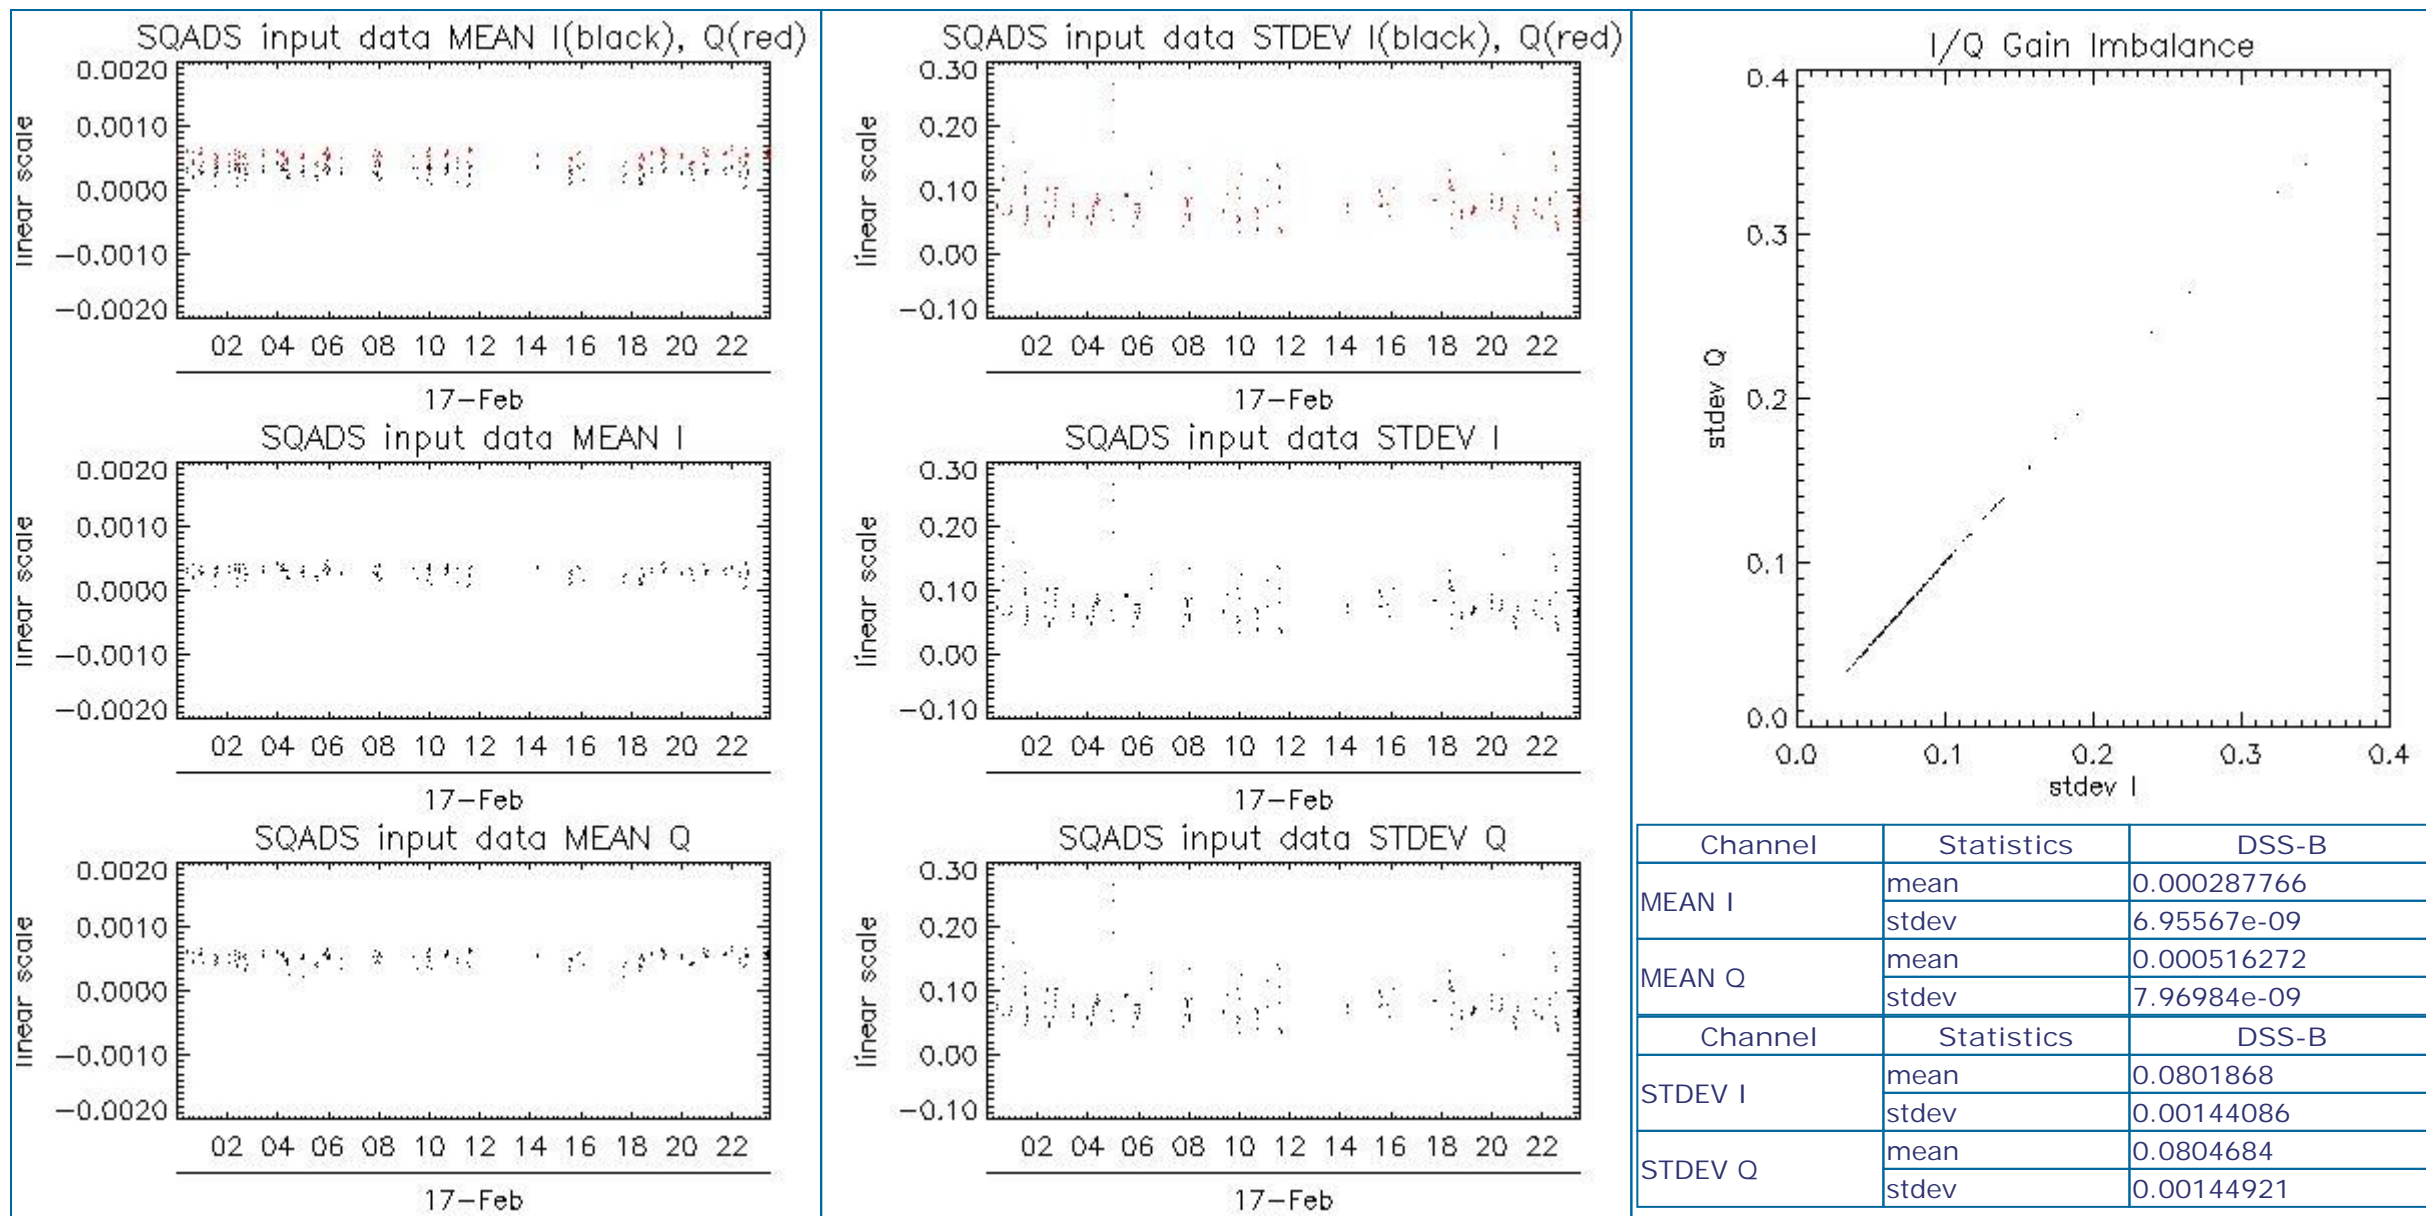 SQADS input data MEAN I(black), Q(red)
0.0020
0.0010
0.0000
−0.0010
−0.0020
linear scale
02 04 06 08 10 12 14 16 18 20 22
17−Feb
SQADS input data MEAN I
0.0020
0.0010
0.0000
−0.0010
−0.0020
linear scale
02 04 06 08 10 12 14 16 18 20 22
17−Feb
SQADS input data MEAN Q
0.0020
0.0010
0.0000
−0.0010
−0.0020
linear scale
02 04 06 08 10 12 14 16 18 20 22
17−Feb
SQADS input data STDEV I(black), Q(red)
0.30
0.20
0.10
0.00
−0.10
linear scale
02 04 06 08 10 12 14 16 18 20 22
17−Feb
SQADS input data STDEV I
0.30
0.20
0.10
0.00
−0.10
linear scale
02 04 06 08 10 12 14 16 18 20 22
17−Feb
SQADS input data STDEV Q
0.30
0.20
0.10
0.00
−0.10
linear scale
02 04 06 08 10 12 14 16 18 20 22
17−Feb
I/Q Gain Imbalance
0.4
0.3
0.2
0.1
0.0
stdev Q
0.0 0.1 0.2 0.3 0.4
stdev I
Channel Statistics DSS-B
MEAN I mean 0.000287766
stdev 6.95567e-09
MEAN Q mean 0.000516272
stdev 7.96984e-09
Channel Statistics DSS-B
STDEV I mean 0.0801868
stdev 0.00144086
STDEV Q mean 0.0804684
stdev 0.00144921